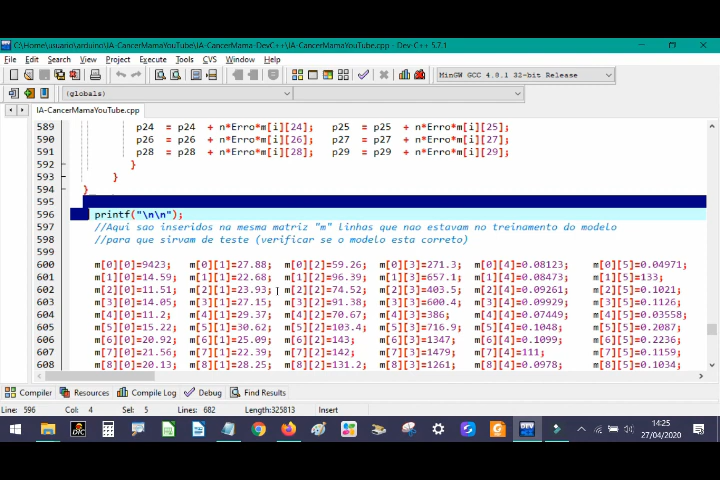 C:\Home\usuario\arduino\IA-CancerMamaYouTube\IA-CancerMama-DevC++\IA-CancerMamaYouTube.cpp - Dev-C++ 5.7.1
File Edit Search View Project Execute Tools CVS Window Help
MinGW GCC 4.8.1 32-bit Release
(globals)
IA-CancerMamaYouTube.cpp
589 p24 = p24 + n*Erro*m[i][24]; p25 = p25 + n*Erro*m[i][25];
590 p26 = p26 + n*Erro*m[i][26]; p27 = p27 + n*Erro*m[i][27];
591 p28 = p28 + n*Erro*m[i][28]; p29 = p29 + n*Erro*m[i][29];
592 }
593 }
594 }
595
596 printf("\n\n");
597 //Aqui sao inseridos na mesma matriz "m" linhas que nao estavam no treinamento do modelo
598 //para que sirvam de teste (verificar se o modelo esta correto)
599
600 m[0][0]=9423; m[0][1]=27.88; m[0][2]=59.26; m[0][3]=271.3; m[0][4]=0.08123; m[0][5]=0.04971;
601 m[1][0]=14.59; m[1][1]=22.68; m[1][2]=96.39; m[1][3]=657.1; m[1][4]=0.08473; m[1][5]=133;
602 m[2][0]=11.51; m[2][1]=23.93; m[2][2]=74.52; m[2][3]=403.5; m[2][4]=0.09261; m[2][5]=0.1021;
603 m[3][0]=14.05; m[3][1]=27.15; m[3][2]=91.38; m[3][3]=600.4; m[3][4]=0.09929; m[3][5]=0.1126;
604 m[4][0]=11.2; m[4][1]=29.37; m[4][2]=70.67; m[4][3]=386; m[4][4]=0.07449; m[4][5]=0.03558;
605 m[5][0]=15.22; m[5][1]=30.62; m[5][2]=103.4; m[5][3]=716.9; m[5][4]=0.1048; m[5][5]=0.2087;
606 m[6][0]=20.92; m[6][1]=25.09; m[6][2]=143; m[6][3]=1347; m[6][4]=0.1099; m[6][5]=0.2236;
607 m[7][0]=21.56; m[7][1]=22.39; m[7][2]=142; m[7][3]=1479; m[7][4]=111; m[7][5]=0.1159;
608 m[8][0]=20.13; m[8][1]=28.25; m[8][2]=131.2; m[8][3]=1261; m[8][4]=0.0978; m[8][5]=0.1034;
Compiler Resources Compile Log Debug Find Results
Line: 596 Col: 4 Sel: 5 Lines: 682 Length:325813 Insert
14:25
27/04/2020